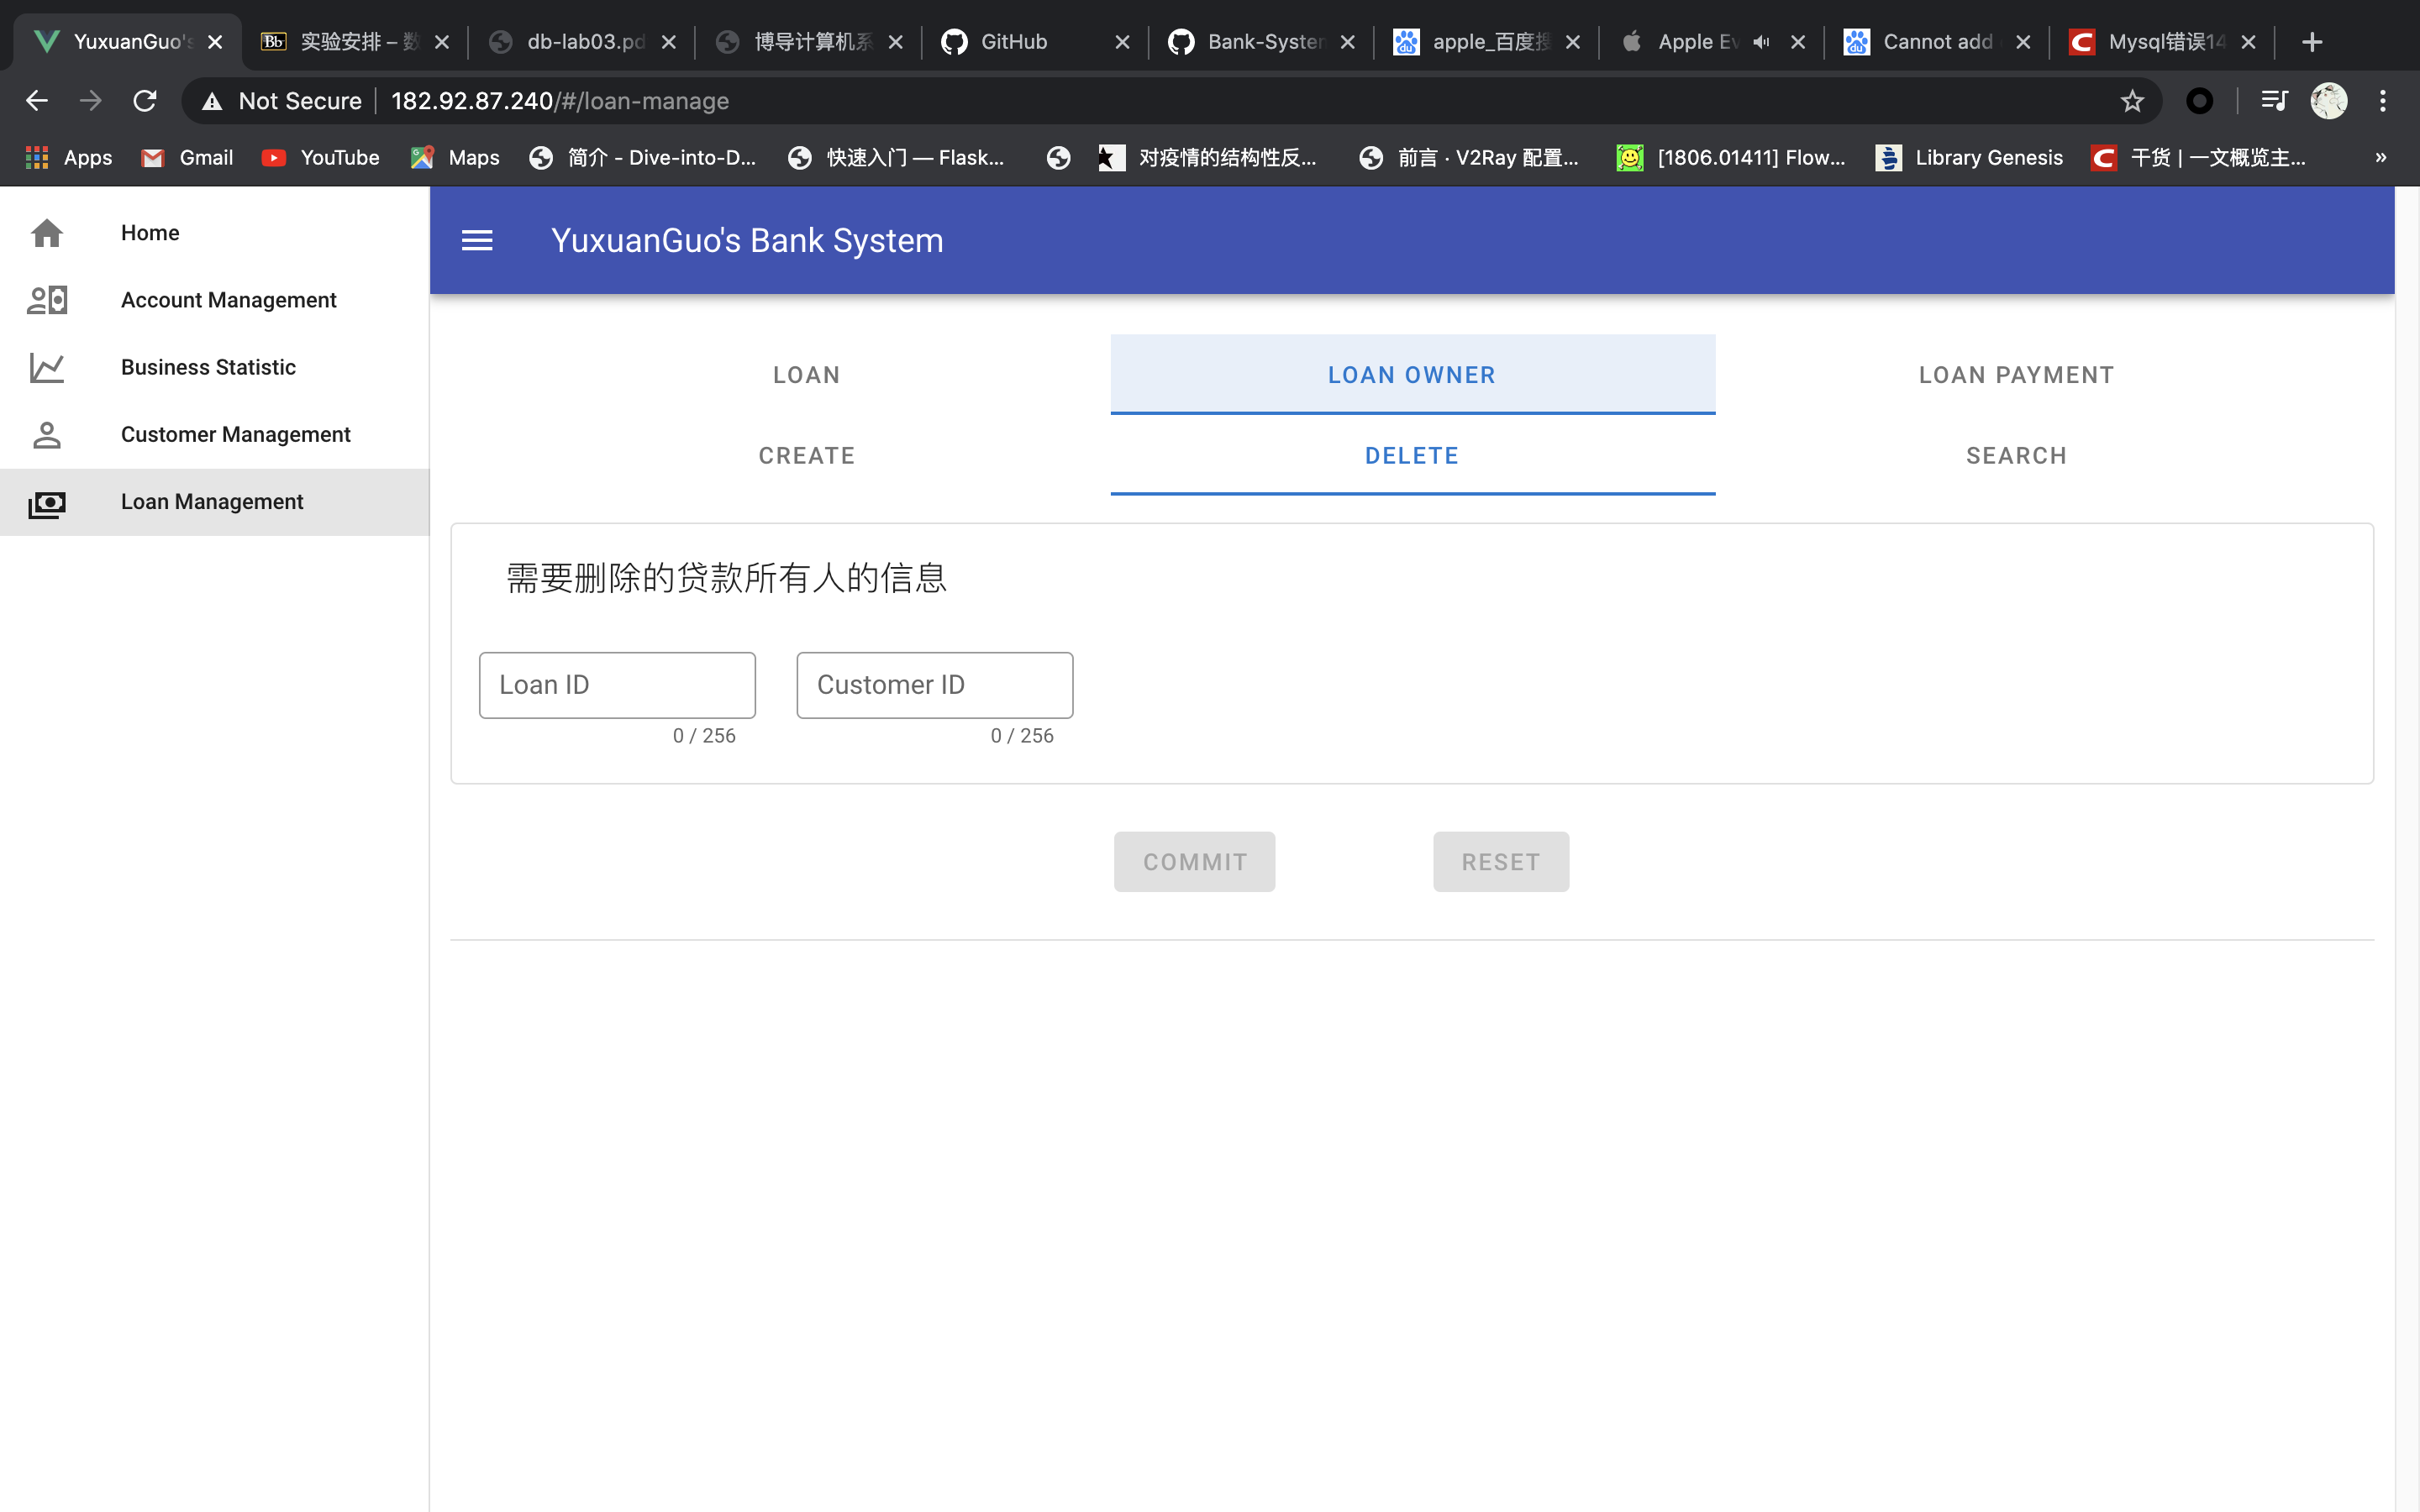 YuxuanGuo's
实验安排 – 数
db-lab03.pd
博导计算机系
GitHub
Bank-System
apple_百度搜
Apple Ev
Cannot add
Mysql错误14
Not Secure 182.92.87.240/#/loan-manage
Apps Gmail YouTube Maps 简介 - Dive-into-D... 快速入门 — Flask... 对疫情的结构性反... 前言 · V2Ray 配置... [1806.01411] Flow... Library Genesis 干货 | 一文概览主... »
Home
Account Management
Business Statistic
Customer Management
Loan Management
YuxuanGuo's Bank System
LOAN LOAN OWNER LOAN PAYMENT
CREATE DELETE SEARCH
需要删除的贷款所有人的信息
Loan ID Customer ID
0 / 256 0 / 256
COMMIT RESET